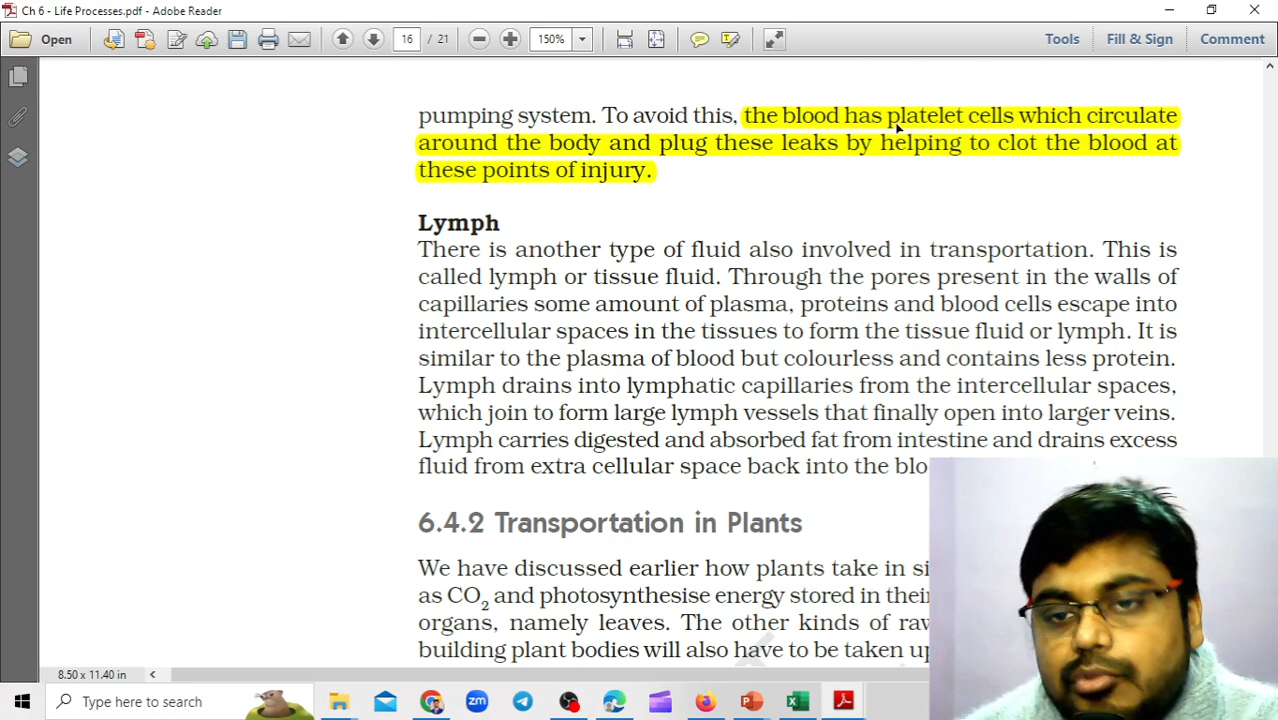 Ch 6 - Life Processes.pdf - Adobe Reader
Open
16 / 21
150%
Tools
Fill & Sign
Comment
pumping system. To avoid this, the blood has platelet cells which circulate
around the body and plug these leaks by helping to clot the blood at
these points of injury.
Lymph
There is another type of fluid also involved in transportation. This is
called lymph or tissue fluid. Through the pores present in the walls of
capillaries some amount of plasma, proteins and blood cells escape into
intercellular spaces in the tissues to form the tissue fluid or lymph. It is
similar to the plasma of blood but colourless and contains less protein.
Lymph drains into lymphatic capillaries from the intercellular spaces,
which join to form large lymph vessels that finally open into larger veins.
Lymph carries digested and absorbed fat from intestine and drains excess
fluid from extra cellular space back into the blo
6.4.2 Transportation in Plants
We have discussed earlier how plants take in si
as CO2 and photosynthesise energy stored in their
organs, namely leaves. The other kinds of raw
building plant bodies will also have to be taken up
8.50 x 11.40 in
Type here to search
zm